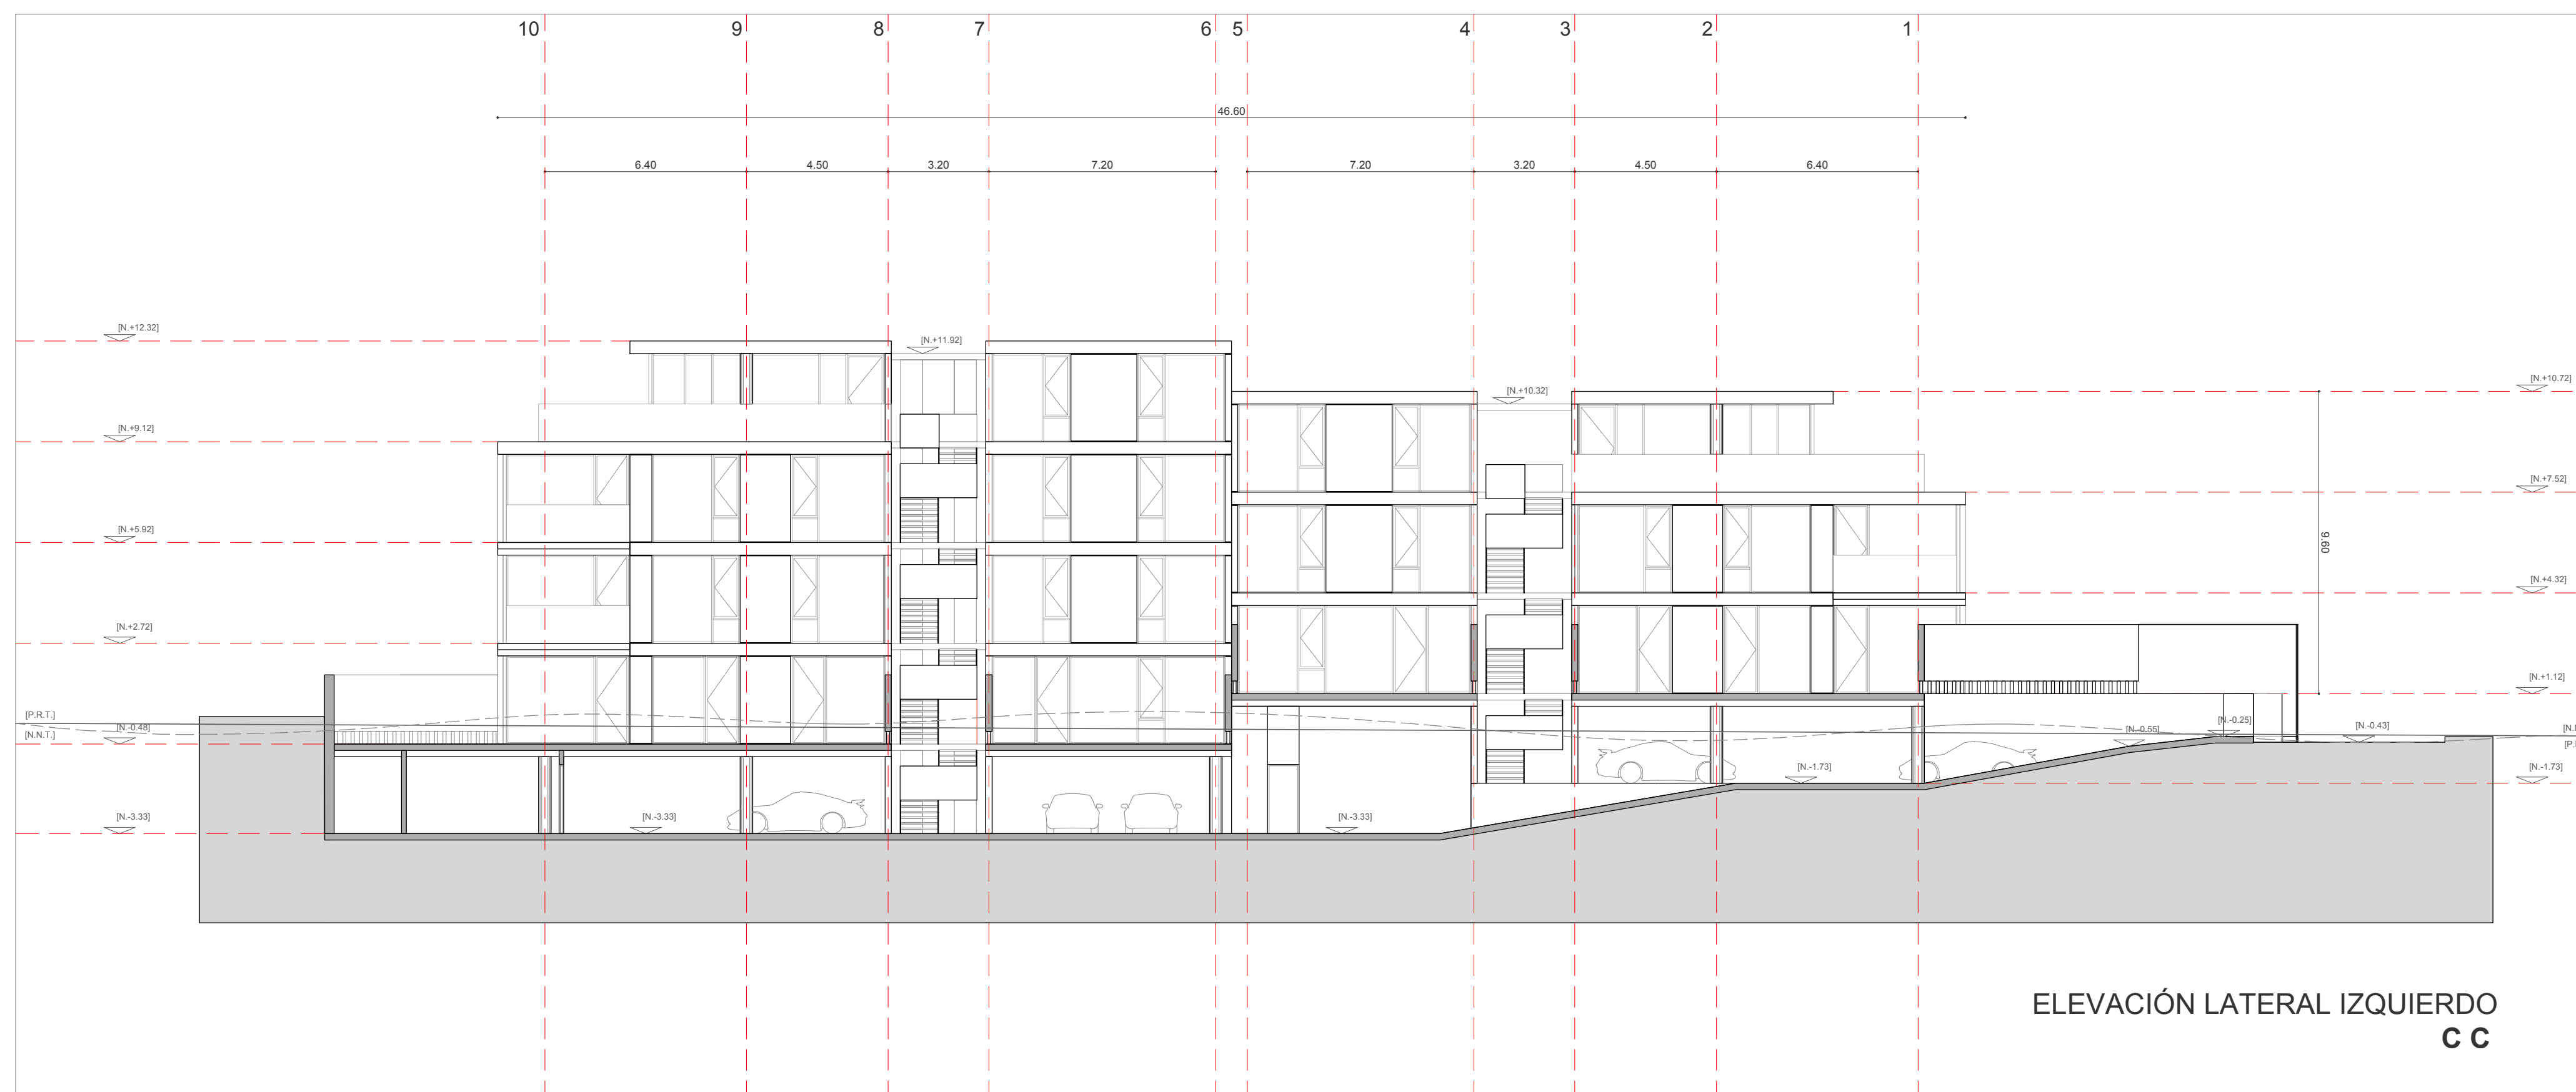 10 9 8 7 6 5 4 3 2 1
46.60
6.40 4.50 3.20 7.20 7.20 3.20 4.50 6.40
[N.+12.32]
[N.+11.92]
[N.+10.72]
[N.+10.32]
[N.+9.12]
[N.+7.52]
[N.+5.92]
9.60
[N.+4.32]
[N.+2.72]
[N.+1.12]
[P.R.T.]
[N.N.T.] [N.-0.48] [N.-0.55] [N.-0.25] [N.-0.43]
[N.-1.73] [N.-1.73]
[N.-3.33] [N.-3.33] [N.-3.33]
ELEVACIÓN LATERAL IZQUIERDO
C C